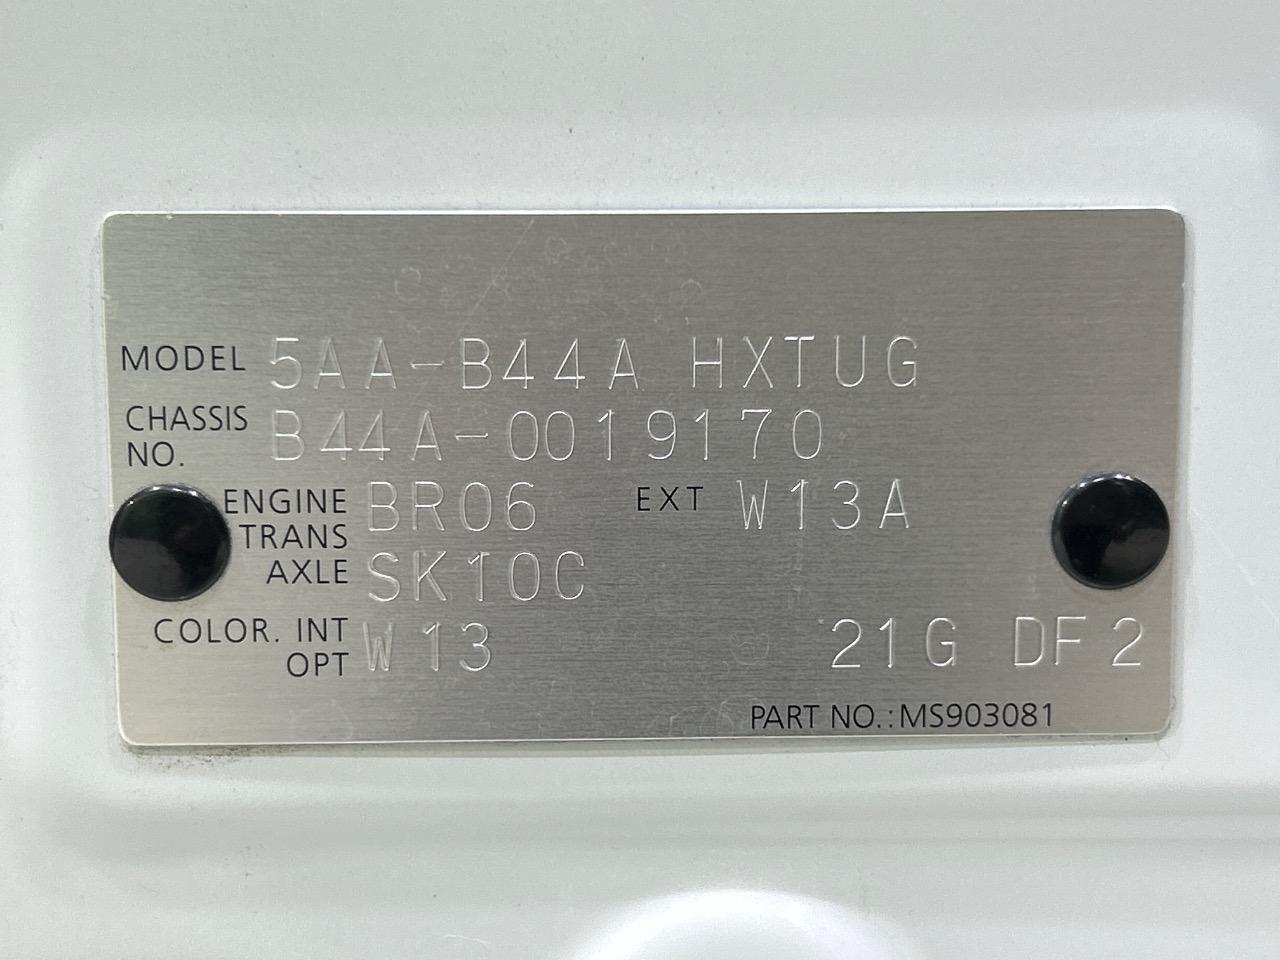 MODEL 5AA-B44A HXTUG
CHASSIS NO. B44A-0019170
ENGINE BR06 EXT W13A
TRANS AXLE SK10C
COLOR. INT OPT W13 21G DF2
PART NO.: MS903081